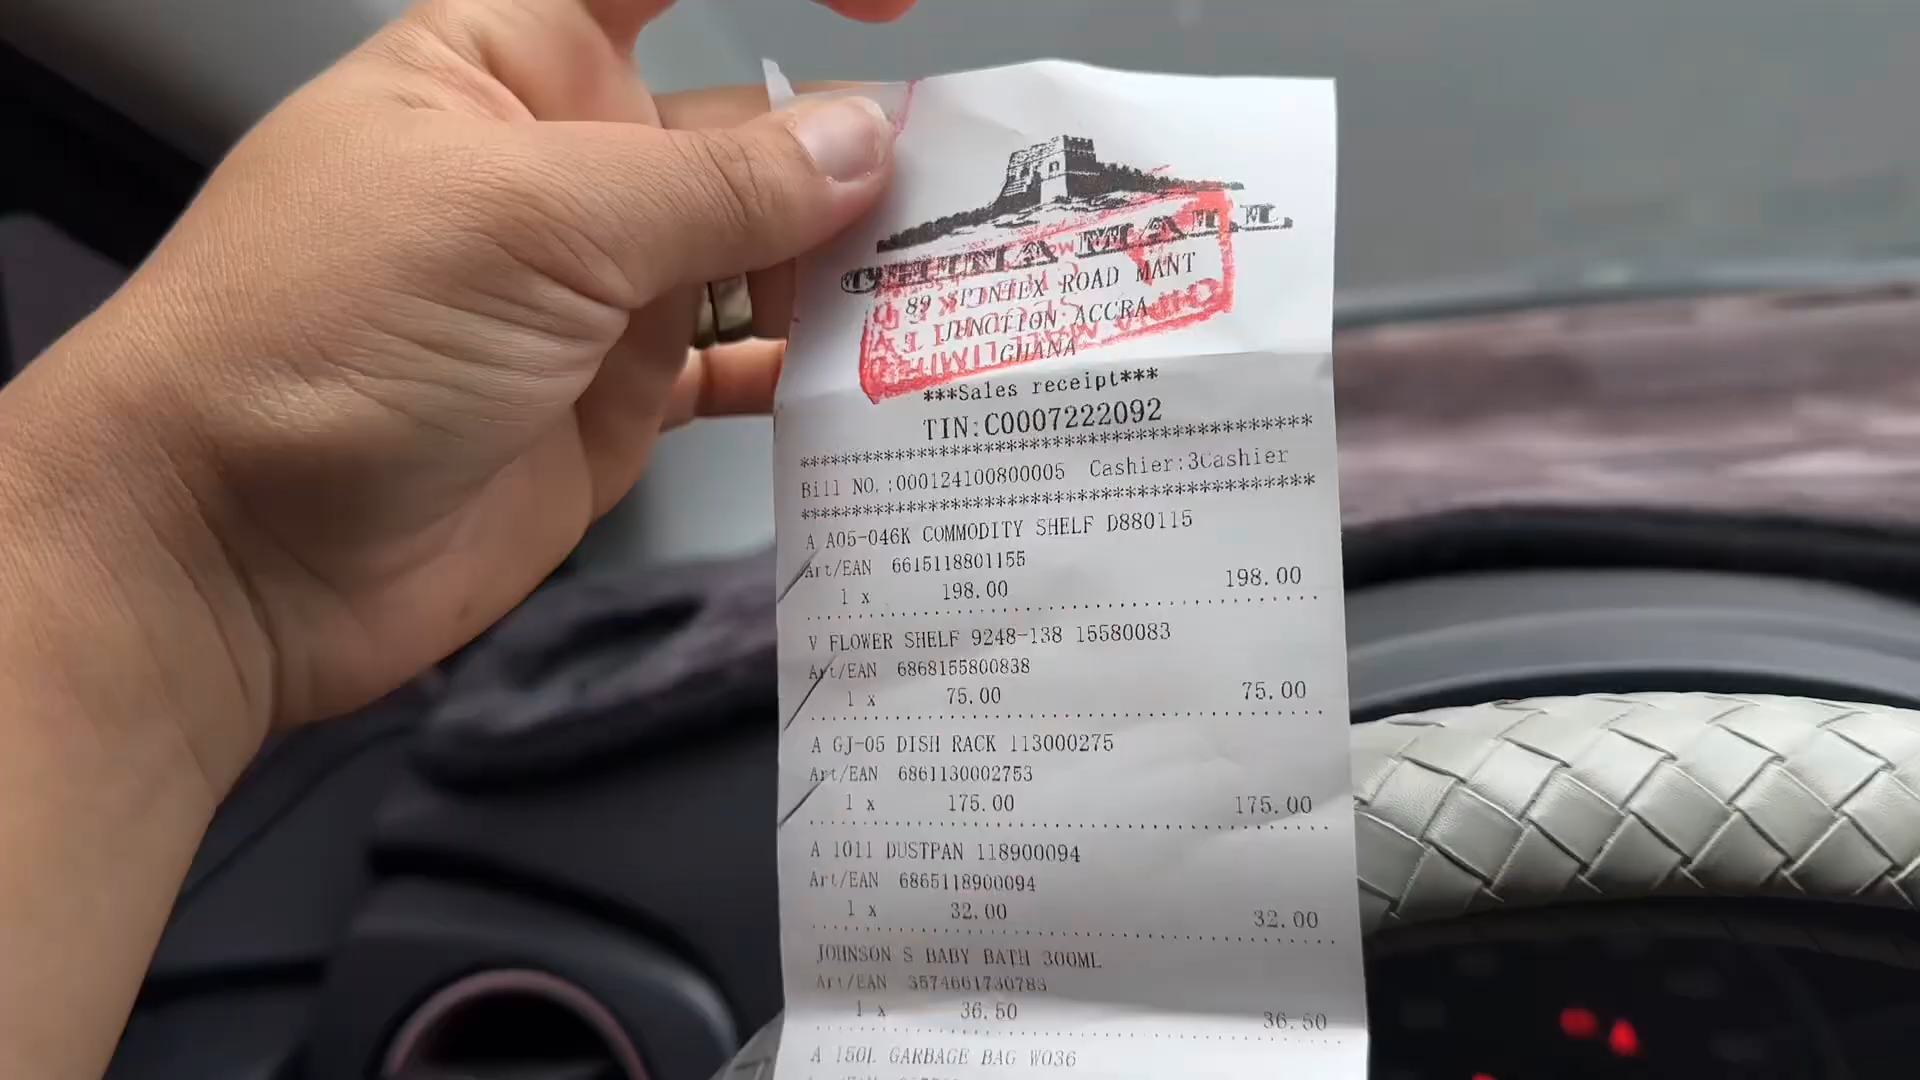 CHINA MALL
89 SPINTEX ROAD MANT
JUNCTION ACCRA
GHANA
***Sales receipt***
TIN:C0007222092
******************************************
Bill NO.:000124100800005 Cashier:3Cashier
******************************************
A A05-046K COMMODITY SHELF D880115
Art/EAN 6615118801155
1 x 198.00 198.00
V FLOWER SHELF 9248-138 15580083
Art/EAN 6868155800838
1 x 75.00 75.00
A GJ-05 DISH RACK 113000275
Art/EAN 6861130002753
1 x 175.00 175.00
A 1011 DUSTPAN 118900094
Art/EAN 6865118900094
1 x 32.00 32.00
JOHNSON S BABY BATH 300ML
Art/EAN 3574661730783
1 x 36.50 36.50
A 150L GARBAGE BAG W036